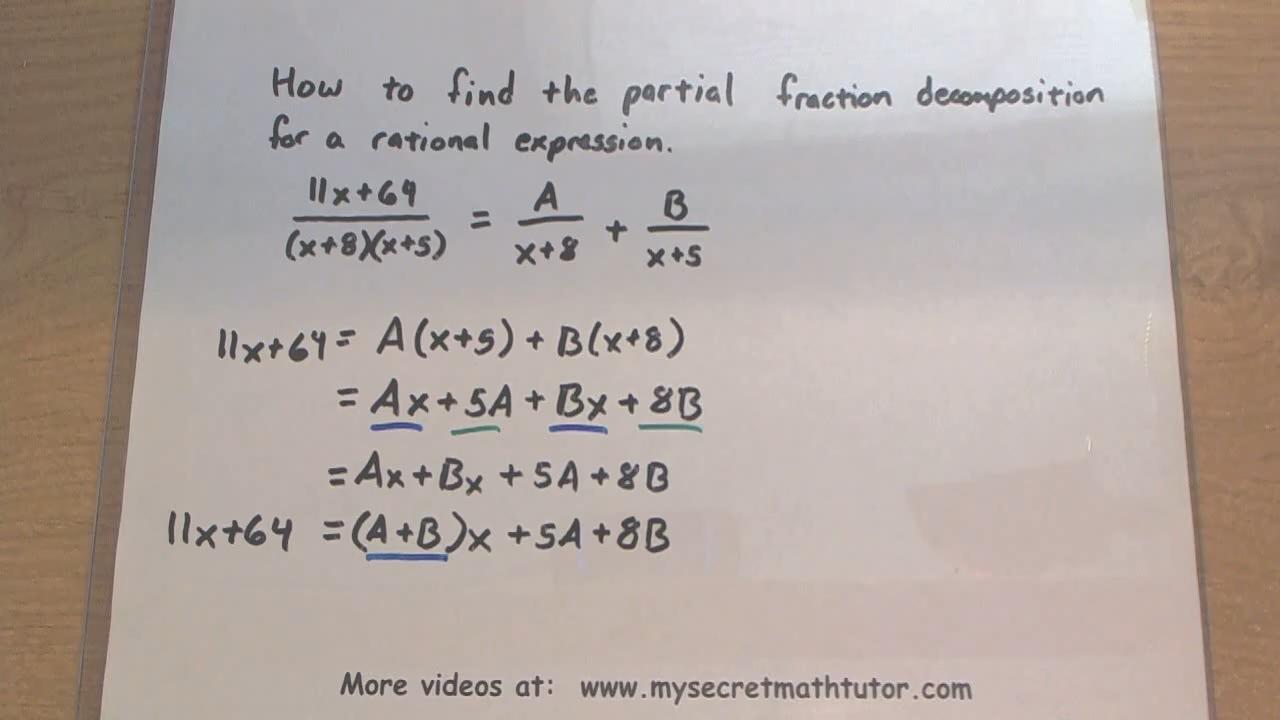 How to find the partial fraction decomposition
for a rational expression.
11x+64 / (x+8)(x+5) = A / x+8 + B / x+5
11x+64 = A(x+5) + B(x+8)
= Ax + 5A + Bx + 8B
= Ax + Bx + 5A + 8B
11x+64 = (A+B)x + 5A + 8B
More videos at: www.mysecretmathtutor.com